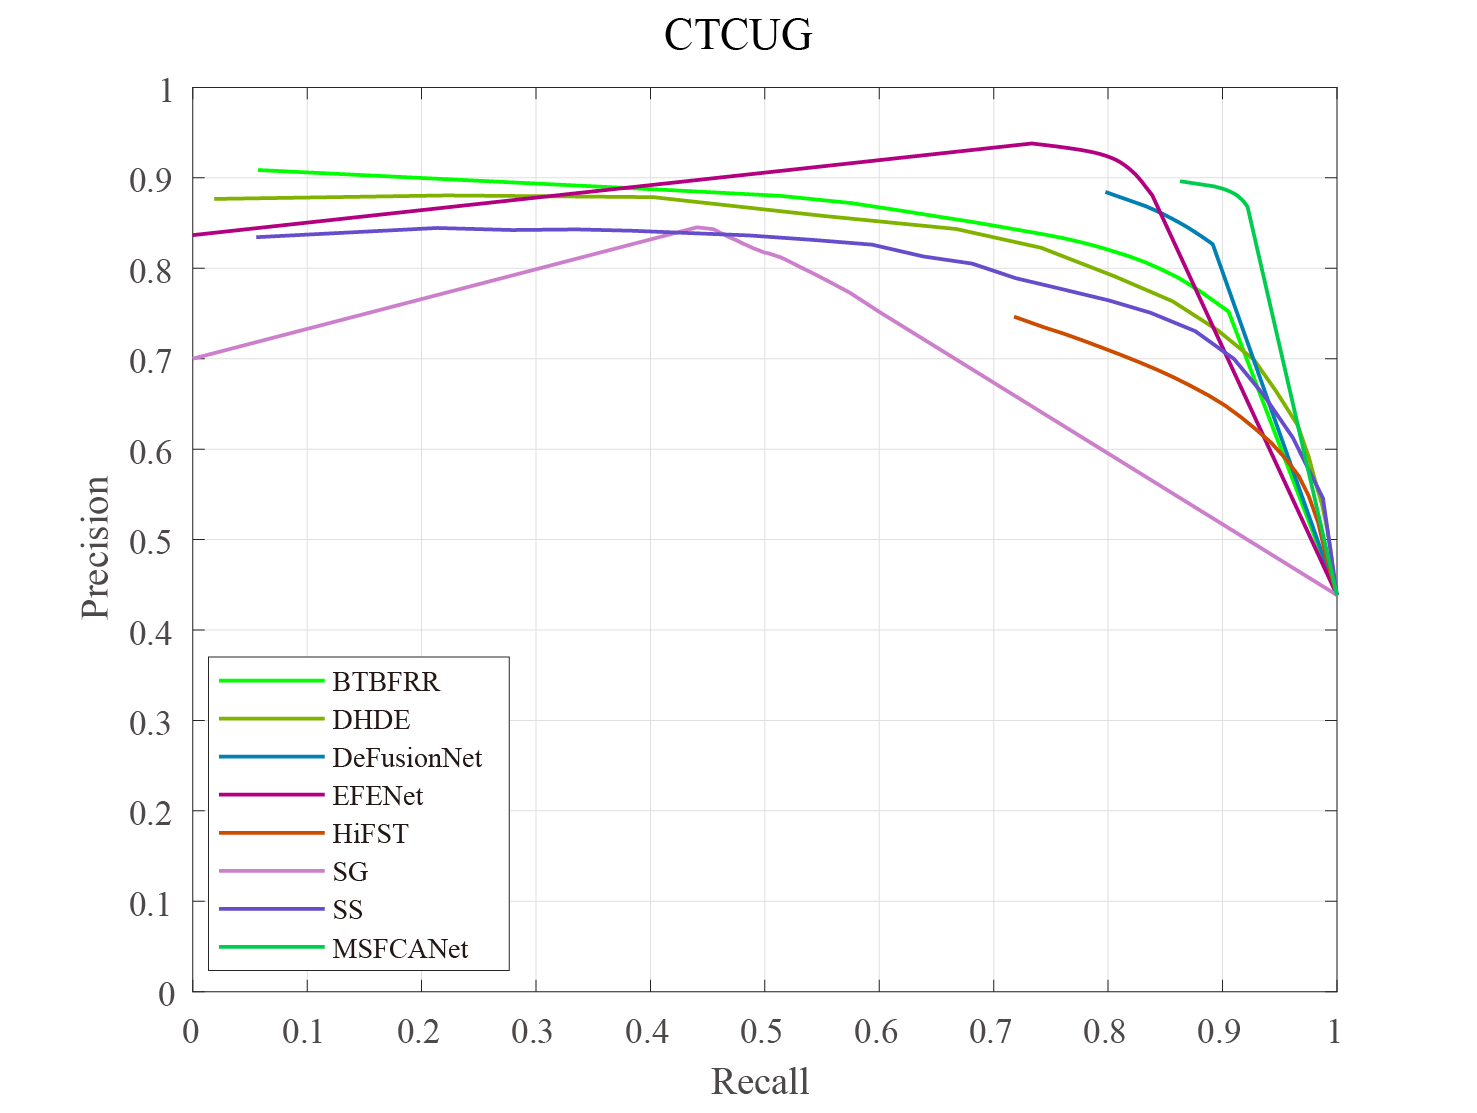 CTCUG
1
0.9
0.8
0.7
0.6
0.5
0.4
0.3
0.2
0.1
0
Precision
BTBFRR
DHDE
DeFusionNet
EFENet
HiFST
SG
SS
MSFCANet
0 0.1 0.2 0.3 0.4 0.5 0.6 0.7 0.8 0.9 1
Recall